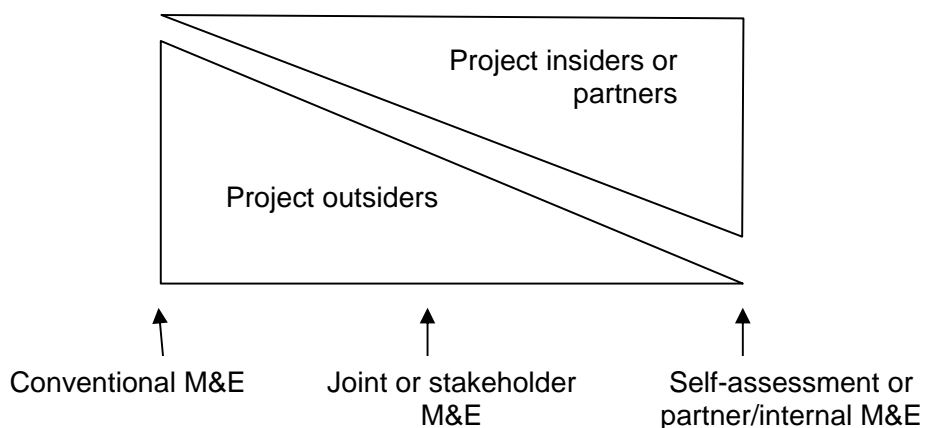 Project insiders or
partners
Project outsiders
Conventional M&E
Joint or stakeholder
M&E
Self-assessment or
partner/internal M&E